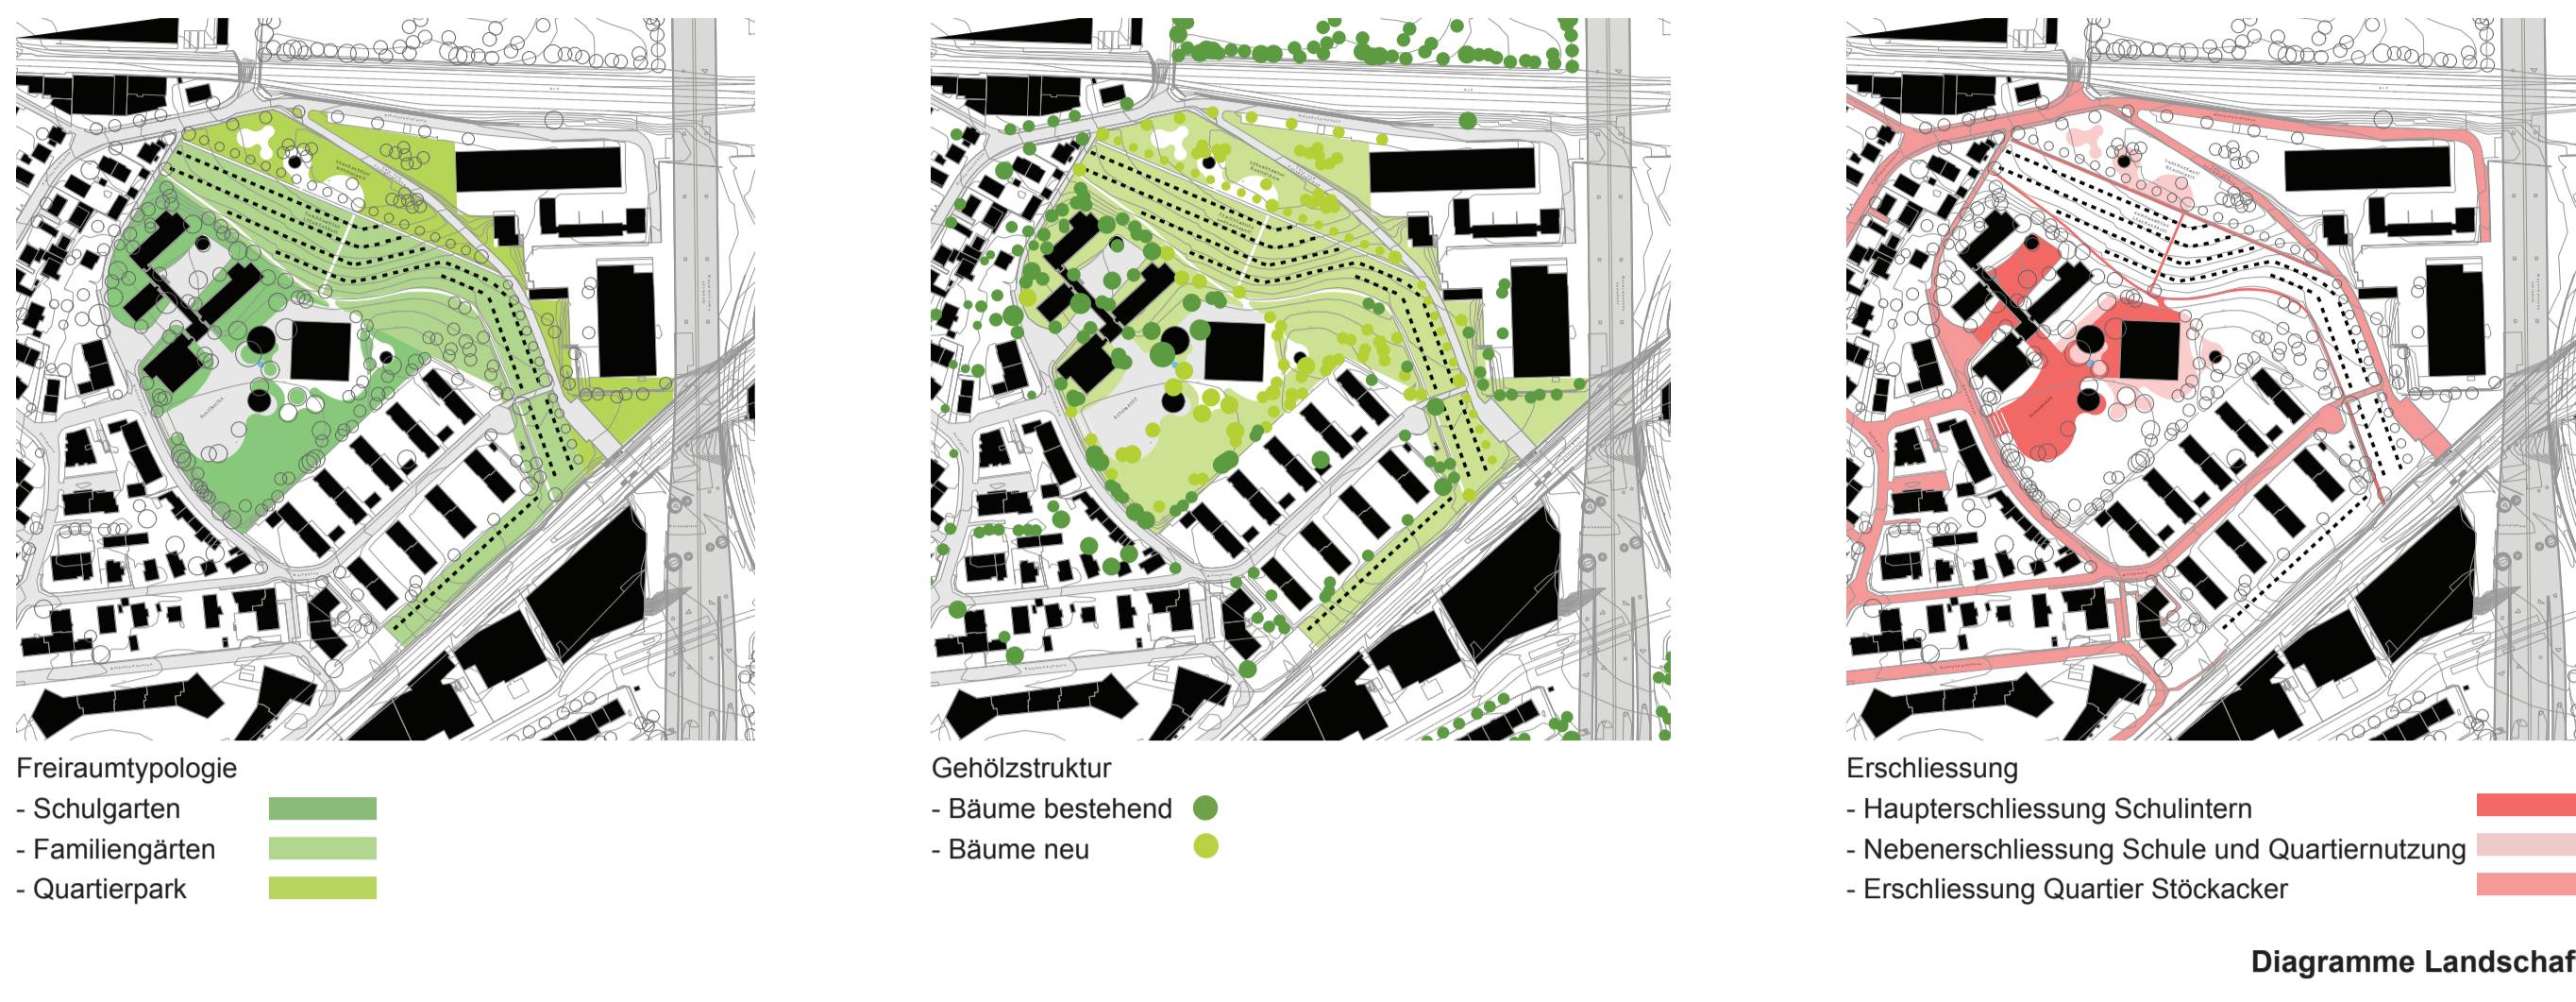 Freiraumtypologie
- Schulgarten
- Familiengärten
- Quartierpark
Gehölzstruktur
- Bäume bestehend
- Bäume neu
Erschliessung
- Haupterschliessung Schulintern
- Nebenerschliessung Schule und Quartiernutzung
- Erschliessung Quartier Stöckacker
Diagramme Landschaf